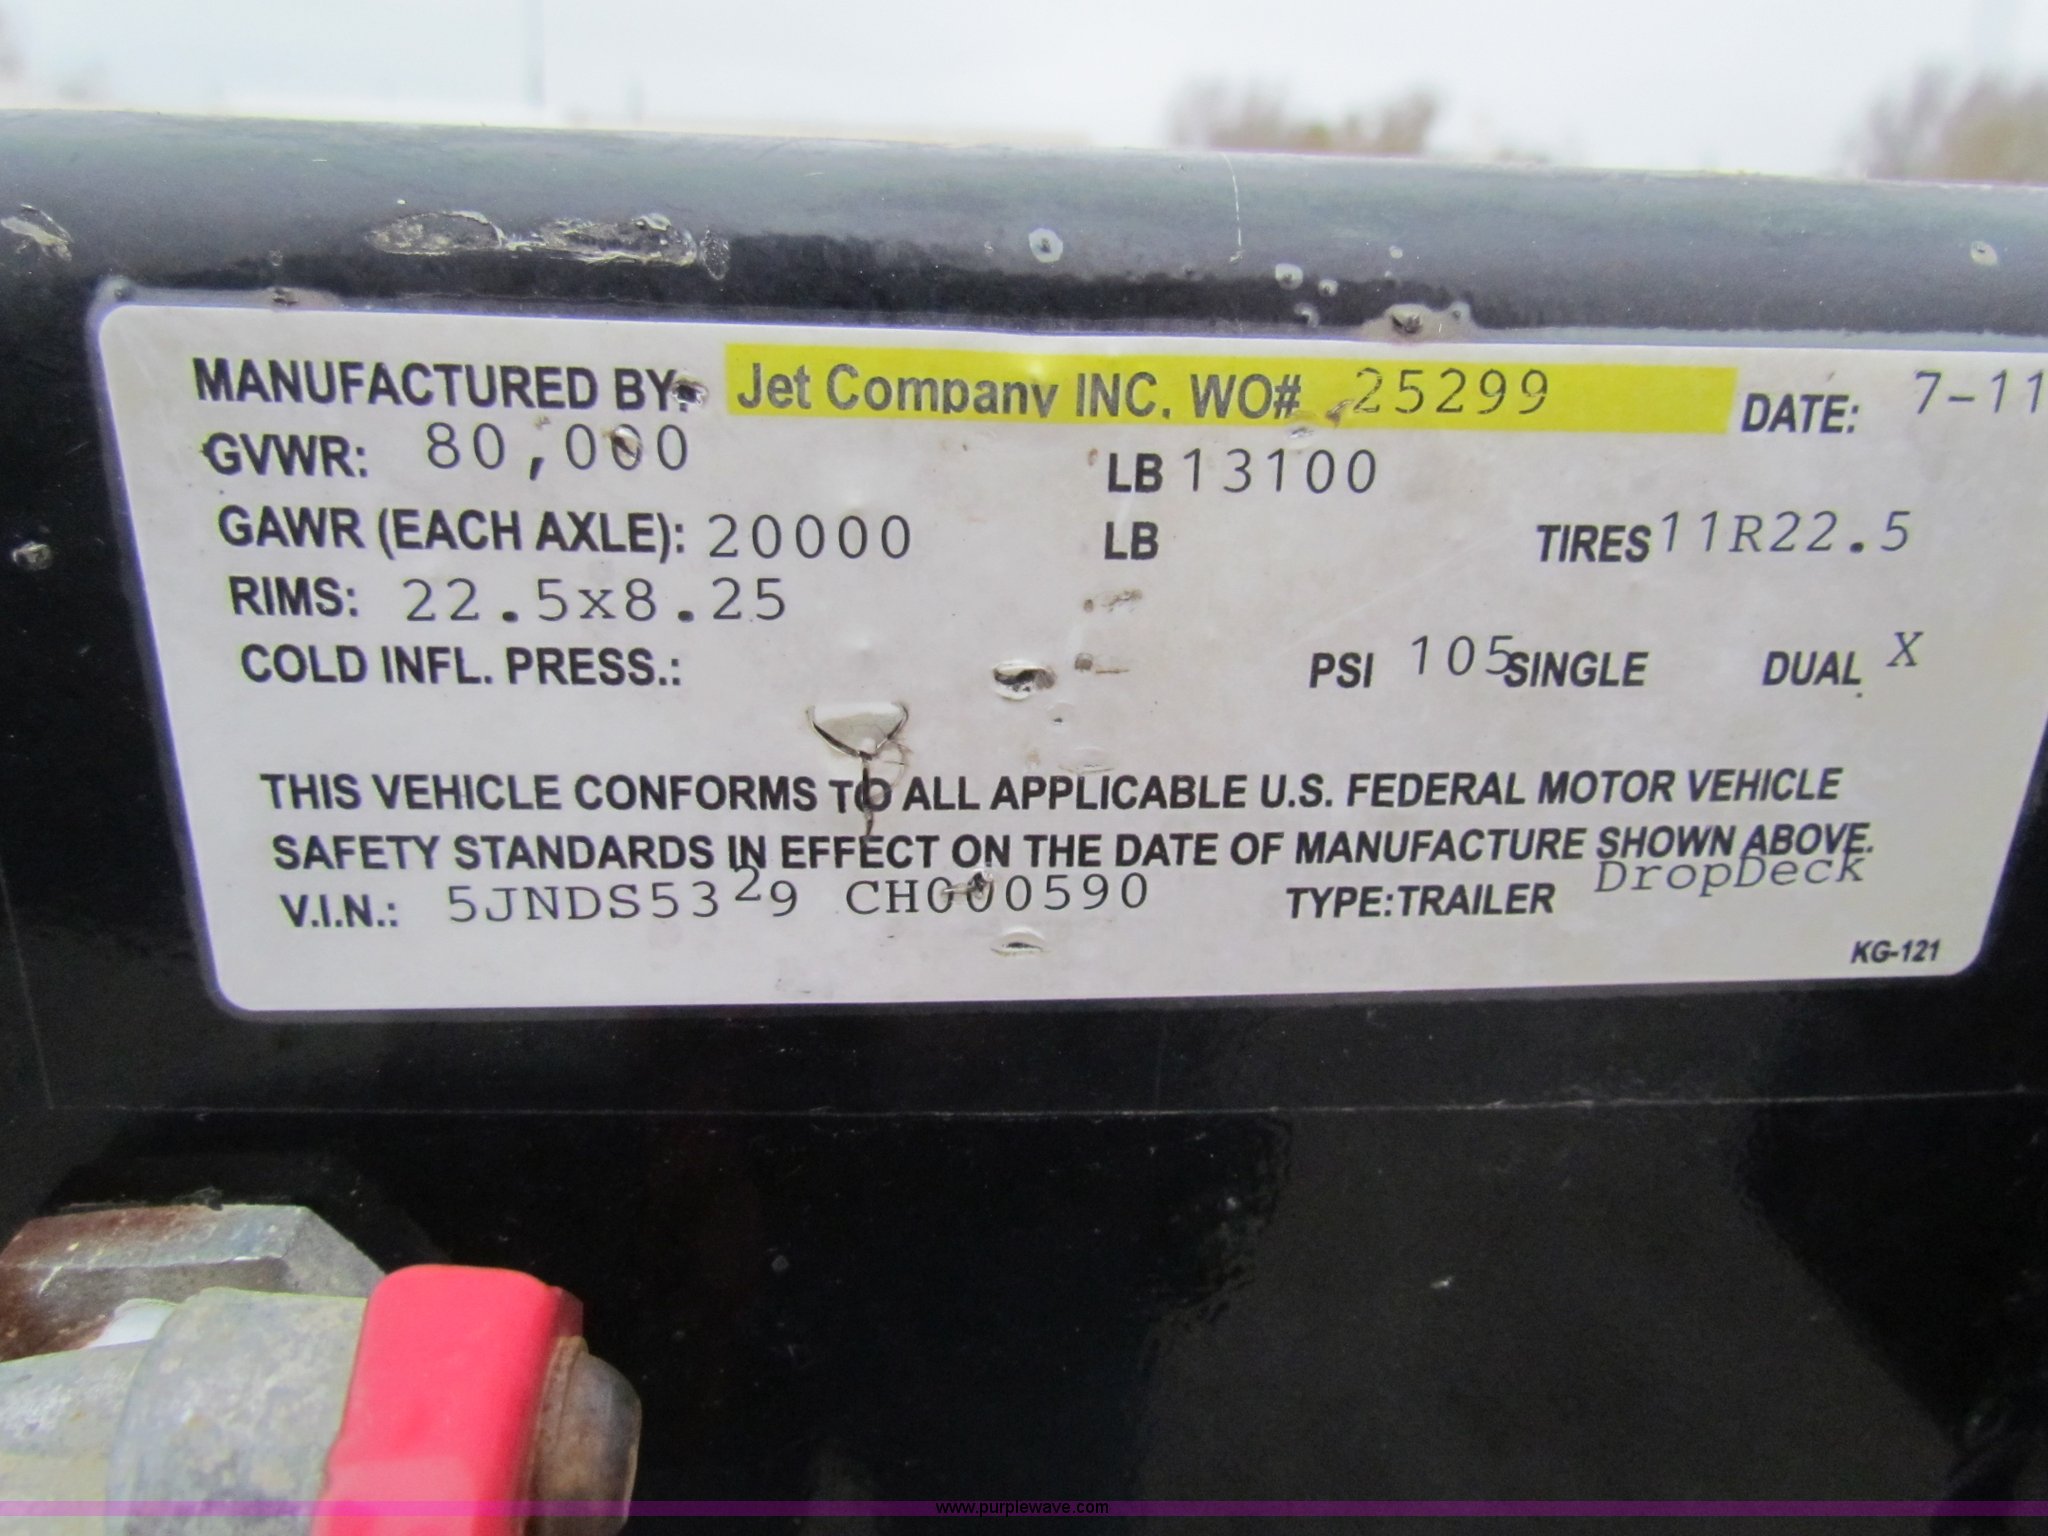 MANUFACTURED BY: Jet Company INC. WO# 25299 DATE: 7-11
GVWR: 80,000 LB 13100
GAWR (EACH AXLE): 20000 LB TIRES 11R22.5
RIMS: 22.5x8.25
COLD INFL. PRESS.: PSI 105 SINGLE DUAL X
THIS VEHICLE CONFORMS TO ALL APPLICABLE U.S. FEDERAL MOTOR VEHICLE
SAFETY STANDARDS IN EFFECT ON THE DATE OF MANUFACTURE SHOWN ABOVE.
V.I.N.: 5JNDS5329 CH000590 TYPE:TRAILER DropDeck
KG-121
www.purplewave.com